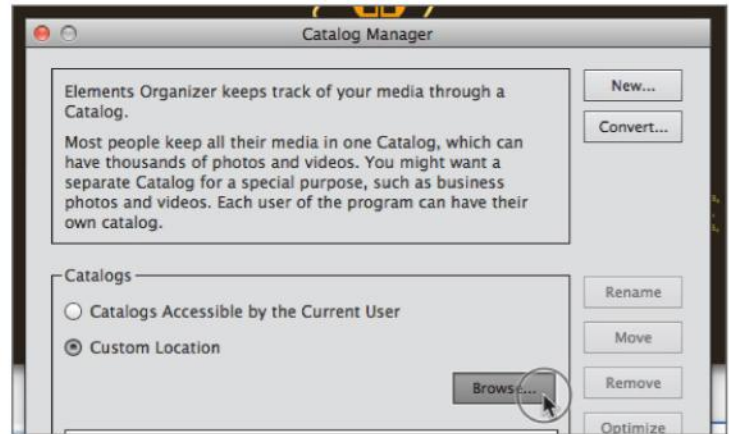 Catalog Manager
Elements Organizer keeps track of your media through a
Catalog.
Most people keep all their media in one Catalog, which can
have thousands of photos and videos. You might want a
separate Catalog for a special purpose, such as business
photos and videos. Each user of the program can have their
own catalog.
New...
Convert...
Catalogs
Catalogs Accessible by the Current User
Custom Location
Browse...
Rename
Move
Remove
Optimize